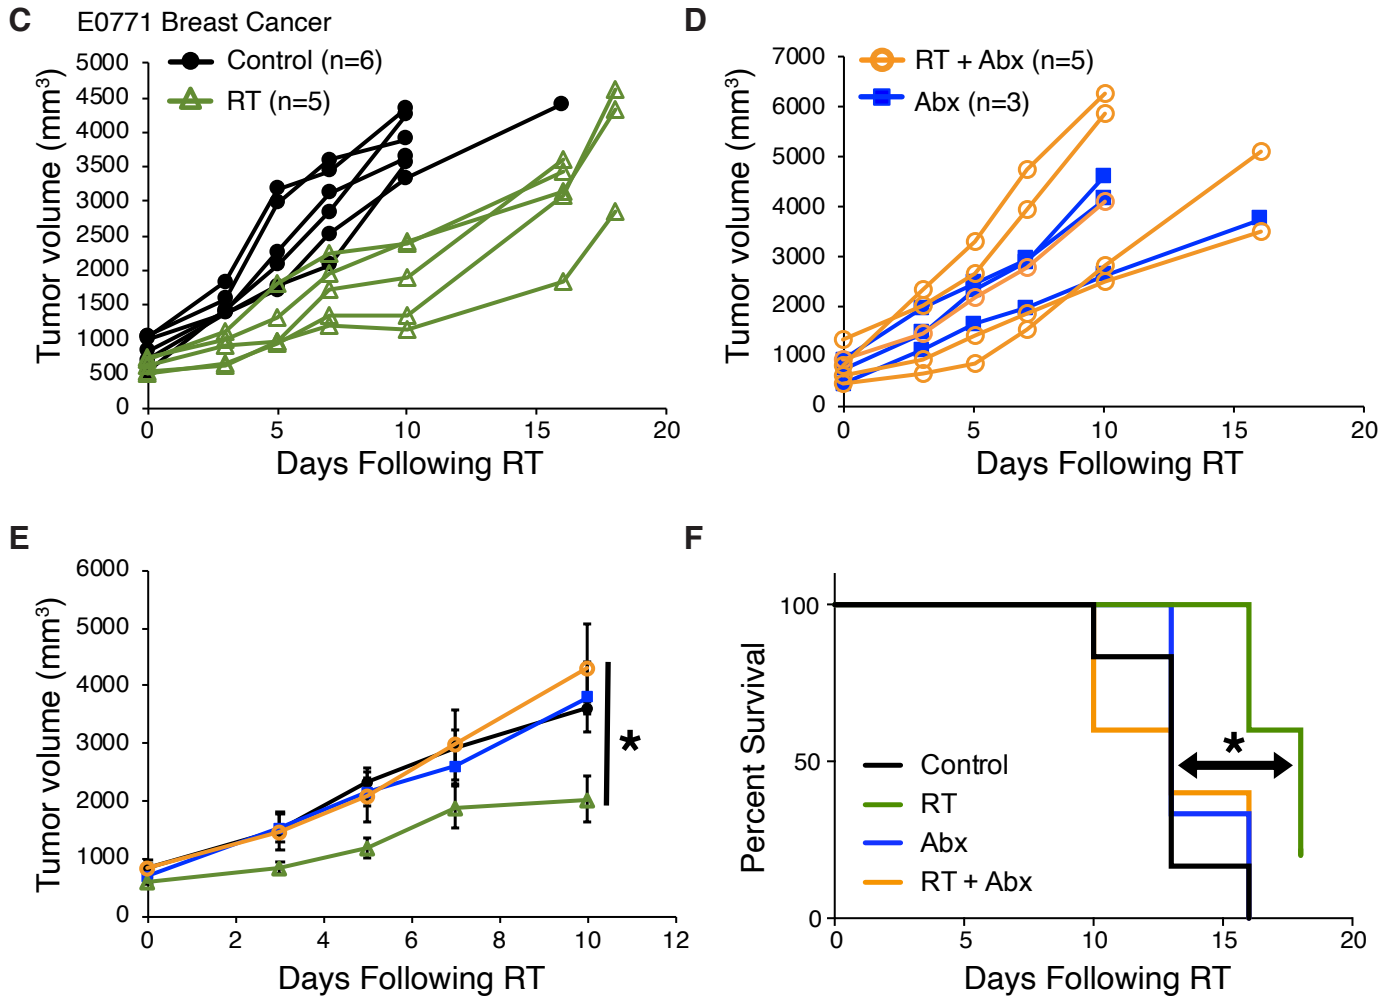 C
E0771 Breast Cancer
Control (n=6)
RT (n=5)
Tumor volume (mm³)
5000
4500
4000
3500
3000
2500
2000
1500
1000
500
0
0 5 10 15 20
Days Following RT
D
RT + Abx (n=5)
Abx (n=3)
Tumor volume (mm³)
7000
6000
5000
4000
3000
2000
1000
0
0 5 10 15 20
Days Following RT
E
Tumor volume (mm³)
6000
5000
4000
3000
2000
1000
0
*
0 2 4 6 8 10 12
Days Following RT
F
Percent Survival
100
50
0
*
Control
RT
Abx
RT + Abx
0 5 10 15 20
Days Following RT